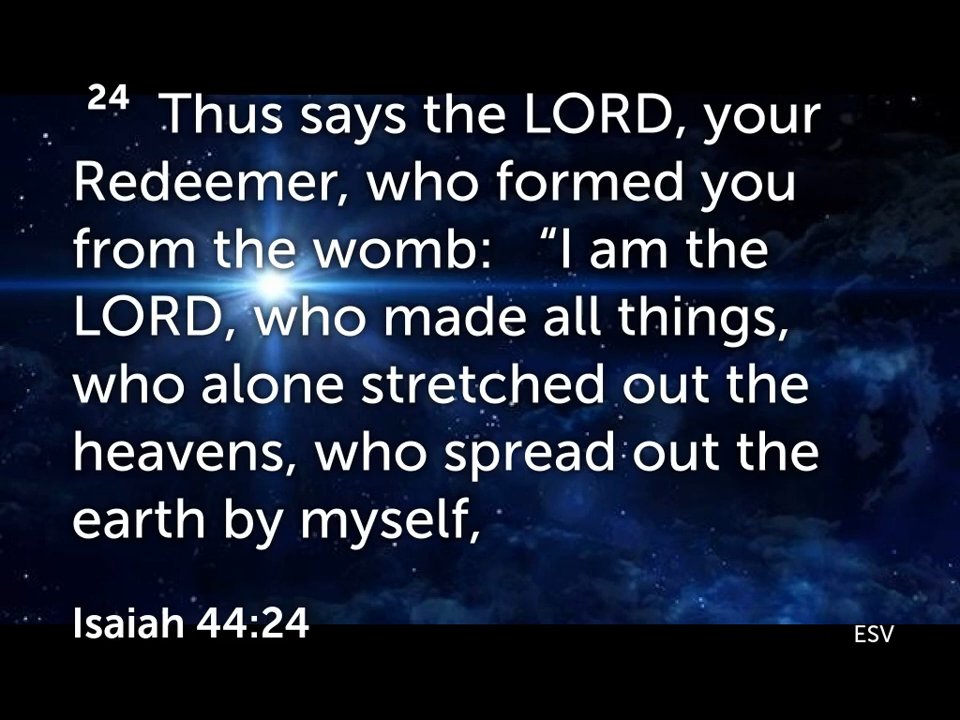 24 Thus says the LORD, your
Redeemer, who formed you
from the womb: “I am the
LORD, who made all things,
who alone stretched out the
heavens, who spread out the
earth by myself,
Isaiah 44:24
ESV